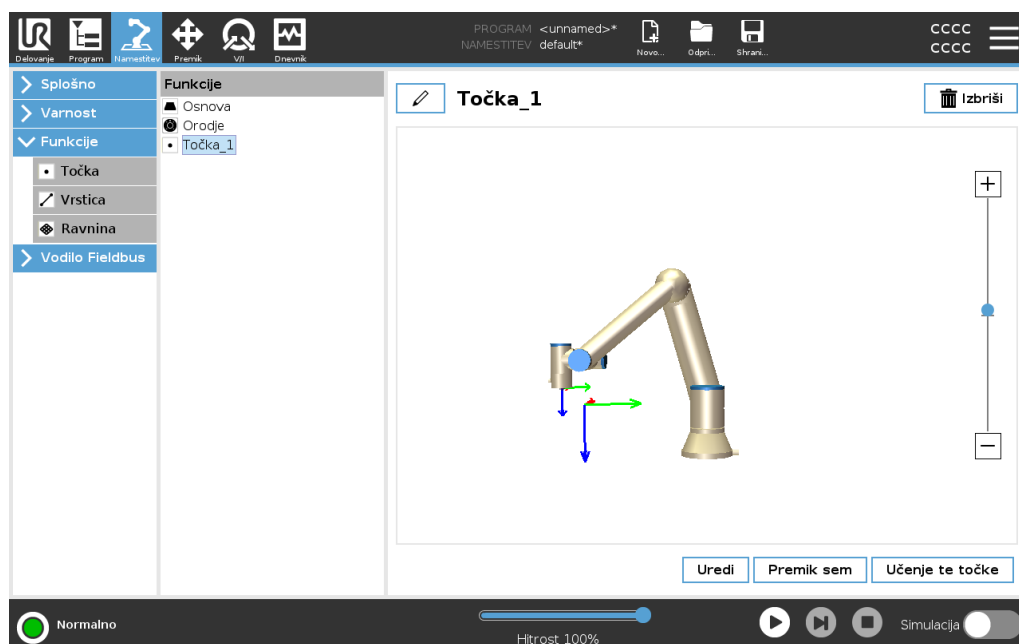 UR
Delovanje
Program
Namestitev
Premik
V/I
Dnevnik
PROGRAM <unnamed>*
NAMESTITEV default*
Novo...
Odpri...
Shrani...
CCCC
CCCC
Splošno
Varnost
Funkcije
Točka
Vrstica
Ravnina
Vodilo Fieldbus
Funkcije
Osnova
Orodje
Točka_1
Točka_1
Izbriši
Uredi
Premik sem
Učenje te točke
Normalno
Hitrost 100%
Simulacija